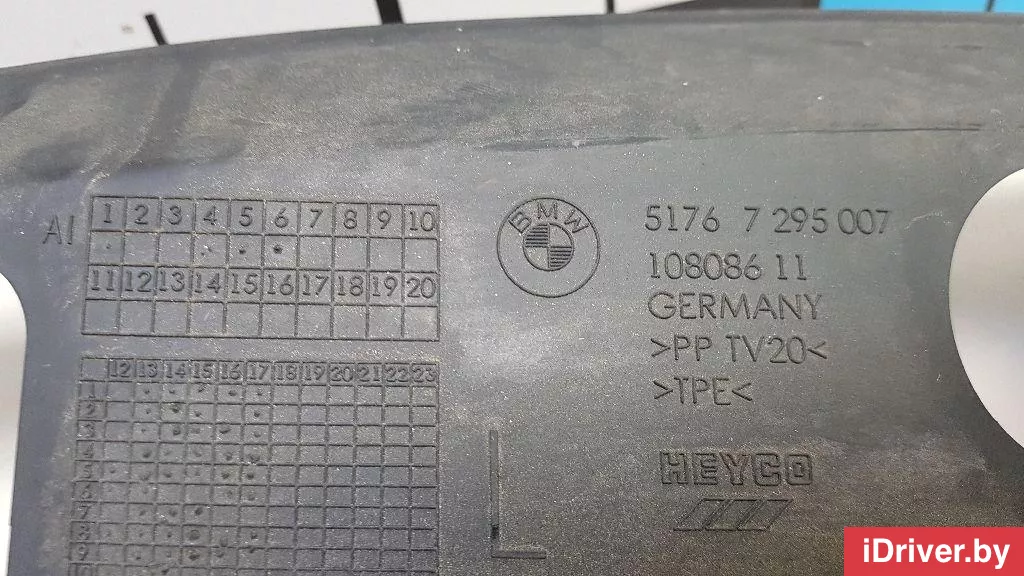 AI
1 2 3 4 5 6 7 8 9 10
11 12 13 14 15 16 17 18 19 20
12 13 14 15 16 17 18 19 20 21 22 23
1
2
3
4
5
6
7
8
9
10
L
BMW
5176 7 295 007
108086 11
GERMANY
>PP TV20<
>TPE<
HEYCO
iDriver.by